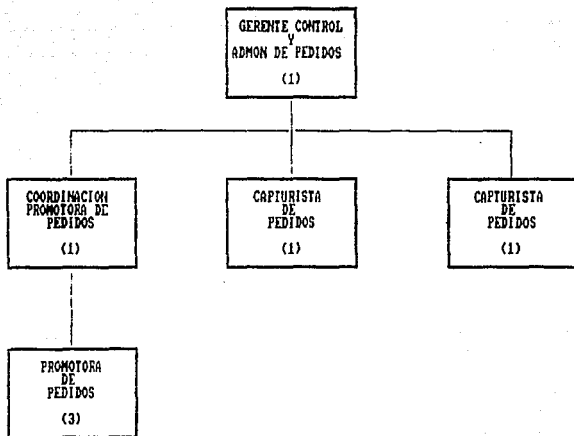 GERENTE CONTROL
Y
ADMON DE PEDIDOS
(1)
COORDINACION
PROMOTORA DE
PEDIDOS
(1)
CAPTURISTA
DE
PEDIDOS
(1)
CAPTURISTA
DE
PEDIDOS
(1)
PROMOTORA
DE
PEDIDOS
(3)